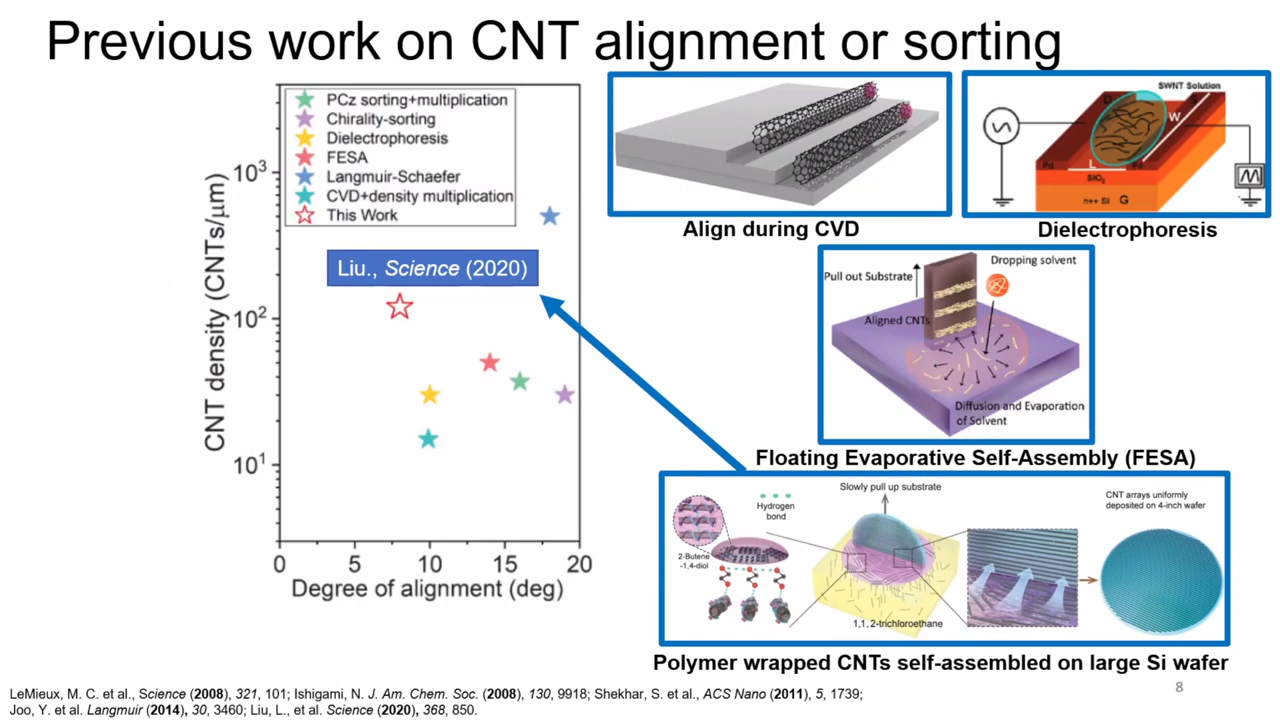 Previous work on CNT alignment or sorting
PCz sorting+multiplication
Chirality-sorting
Dielectrophoresis
FESA
Langmuir-Schaefer
CVD+density multiplication
This Work
Liu., Science (2020)
CNT density (CNTs/μm)
10³
10²
10¹
0
5
10
15
20
Degree of alignment (deg)
Align during CVD
SWNT Solution
D
S
W
L
Pd
Pd
SiO₂
n++ Si
G
Dielectrophoresis
Dropping solvent
Pull out Substrate
Aligned CNTs
Diffusion and Evaporation
of Solvent
Floating Evaporative Self-Assembly (FESA)
Slowly pull up substrate
Hydrogen
bond
2-Butene
-1,4-diol
1,1,2-trichloroethane
CNT arrays uniformly
deposited on 4-inch wafer
Polymer wrapped CNTs self-assembled on large Si wafer
8
LeMieux, M. C. et al., Science (2008), 321, 101; Ishigami, N. J. Am. Chem. Soc. (2008), 130, 9918; Shekhar, S. et al., ACS Nano (2011), 5, 1739;
Joo, Y. et al. Langmuir (2014), 30, 3460; Liu, L., et al. Science (2020), 368, 850.